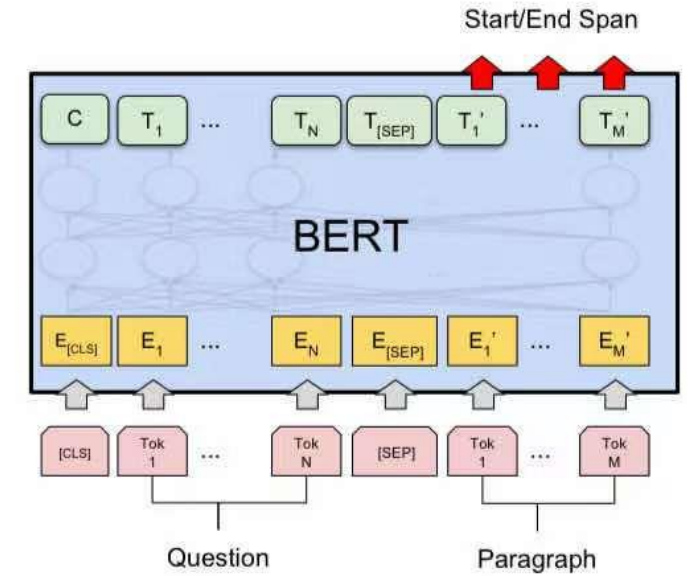 Start/End Span
C T1 ... TN T[SEP] T1' ... TM'
BERT
E[CLS] E1 ... EN E[SEP] E1' ... EM'
[CLS] Tok 1 ... Tok N [SEP] Tok 1 ... Tok M
Question Paragraph